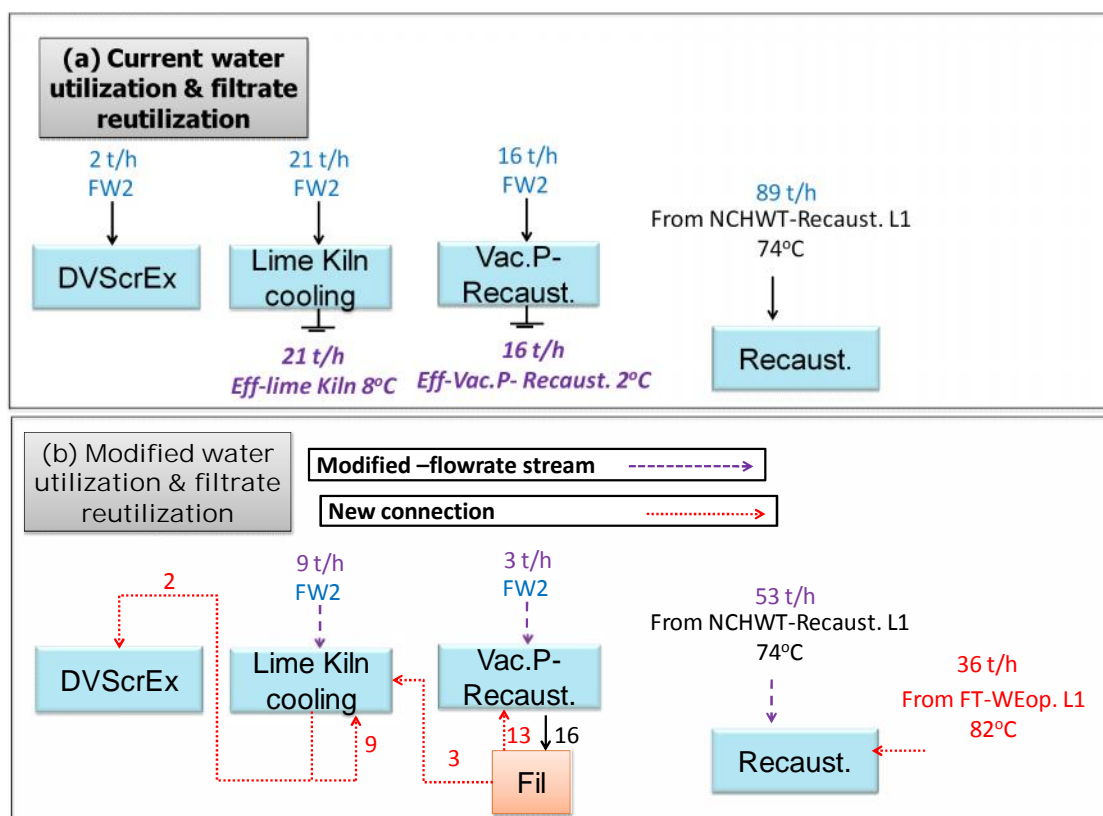 (a) Current water
utilization & filtrate
reutilization
2 t/h
FW2
21 t/h
FW2
16 t/h
FW2
89 t/h
From NCHWT-Recaust. L1
74°C
DVScrEx
Lime Kiln
cooling
Vac.P-
Recaust.
Recaust.
21 t/h
Eff-lime Kiln 8°C
16 t/h
Eff-Vac.P- Recaust. 2°C
(b) Modified water
utilization & filtrate
reutilization
Modified –flowrate stream
New connection
2
9 t/h
FW2
3 t/h
FW2
53 t/h
From NCHWT-Recaust. L1
74°C
36 t/h
From FT-WEop. L1
82°C
DVScrEx
Lime Kiln
cooling
Vac.P-
Recaust.
Recaust.
9
3
13
16
Fil